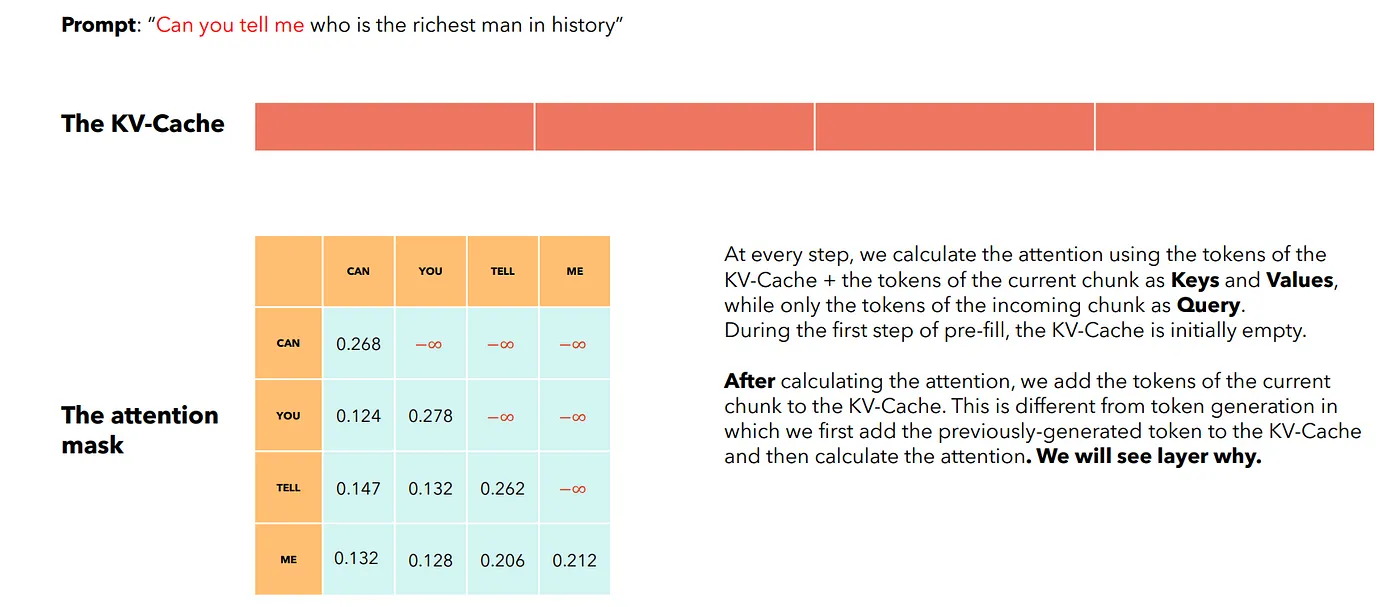 Prompt: “Can you tell me who is the richest man in history”
The KV-Cache
CAN YOU TELL ME
CAN 0.268 −∞ −∞ −∞
YOU 0.124 0.278 −∞ −∞
TELL 0.147 0.132 0.262 −∞
ME 0.132 0.128 0.206 0.212
The attention
mask
At every step, we calculate the attention using the tokens of the
KV-Cache + the tokens of the current chunk as Keys and Values,
while only the tokens of the incoming chunk as Query.
During the first step of pre-fill, the KV-Cache is initially empty.
After calculating the attention, we add the tokens of the current
chunk to the KV-Cache. This is different from token generation in
which we first add the previously-generated token to the KV-Cache
and then calculate the attention. We will see layer why.